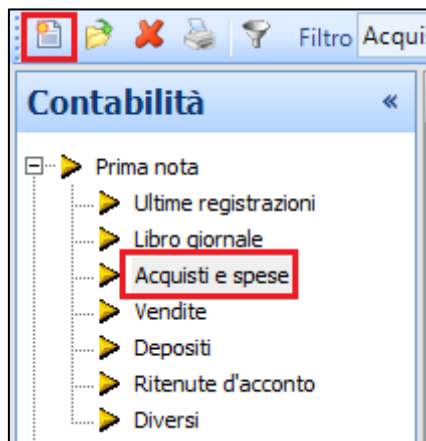 Filtro Acqui
Contabilità «
Prima nota
Ultime registrazioni
Libro giornale
Acquisti e spese
Vendite
Depositi
Ritenute d'acconto
Diversi